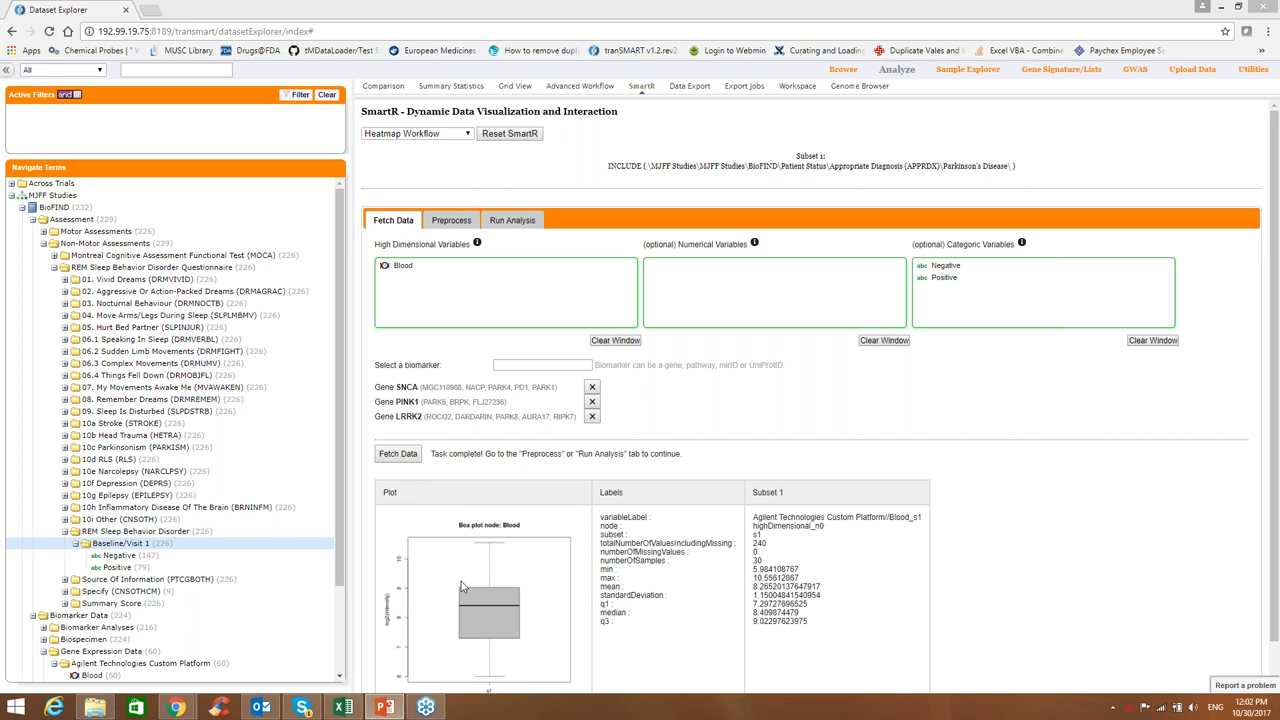 Dataset Explorer
192.99.19.75:8189/transmart/datasetExplorer/index#
Apps Chemical Probes | " MUSC Library Drugs@FDA tMDataLoader/Test S European Medicines How to remove dupli tranSMART v1.2.rev2 Login to Webmin Curating and Loading Duplicate Vales and Excel VBA - Combine Paychex Employee Se
All
Browse Analyze Sample Explorer Gene Signature/Lists GWAS Upload Data Utilities
Active Filters and Filter Clear
Comparison Summary Statistics Grid View Advanced Workflow SmartR Data Export Export Jobs Workspace Genome Browser
SmartR - Dynamic Data Visualization and Interaction
Heatmap Workflow Reset SmartR
Subset 1:
INCLUDE ( \MJFF Studies\MJFF Studies\BioFIND\Patient Status\Appropriate Diagnosis (APPRDX)\Parkinson's Disease\ )
Navigate Terms
Across Trials
MJFF Studies
BioFIND (232)
Assessment (229)
Motor Assessments (226)
Non-Motor Assessments (229)
Montreal Cognitive Assessment Functional Test (MOCA) (226)
REM Sleep Behavior Disorder Questionnaire (226)
01. Vivid Dreams (DRMVIVID) (226)
02. Aggressive Or Action-Packed Dreams (DRMAGRAC) (226)
03. Nocturnal Behaviour (DRMNOCTB) (226)
04. Move Arms/Legs During Sleep (SLPLMBMV) (226)
05. Hurt Bed Partner (SLPINJUR) (226)
06.1 Speaking In Sleep (DRMVERBL) (226)
06.2 Sudden Limb Movements (DRMFIGHT) (226)
06.3 Complex Movements (DRMUMV) (226)
06.4 Things Fell Down (DRMOBJFL) (226)
07. My Movements Awake Me (MVAWAKEN) (226)
08. Remember Dreams (DRMREMEM) (226)
09. Sleep Is Disturbed (SLPDSTRB) (226)
10a Stroke (STROKE) (226)
10b Head Trauma (HETRA) (226)
10c Parkinsonism (PARKISM) (226)
10d RLS (RLS) (226)
10e Narcolepsy (NARCLPSY) (226)
10f Depression (DEPRS) (226)
10g Epilepsy (EPILEPSY) (226)
10h Inflammatory Disease Of The Brain (BRNINFM) (226)
10i Other (CNSOTH) (226)
REM Sleep Behavior Disorder (226)
Baseline/Visit 1 (226)
Negative (147)
Positive (79)
Source Of Information (PTCGBOTH) (226)
Specify (CNSOTHCM) (9)
Summary Score (226)
Biomarker Data (224)
Biomarker Analyses (216)
Biospecimen (224)
Gene Expression Data (60)
Agilent Technologies Custom Platform (60)
Blood (60)
Fetch Data Preprocess Run Analysis
High Dimensional Variables (optional) Numerical Variables (optional) Categoric Variables
Blood
abc Negative
abc Positive
Clear Window Clear Window Clear Window
Select a biomarker: Biomarker can be a gene, pathway, mirID or UniProtID.
Gene SNCA (MGC110988, NACP, PARK4, PD1, PARK1) ✕
Gene PINK1 (PARK6, BRPK, FLJ27236) ✕
Gene LRRK2 (ROCO2, DARDARIN, PARK8, AURA17, RIPK7) ✕
Fetch Data Task complete! Go to the "Preprocess" or "Run Analysis" tab to continue.
Plot Labels Subset 1
Box plot node: Blood
log2(intensity)
10
9
8
7
6
s1
variableLabel : Agilent Technologies Custom Platform//Blood_s1
node : highDimensional_n0
subset : s1
totalNumberOfValuesIncludingMissing : 240
numberOfMissingValues : 0
numberOfSamples : 30
min : 5.984108767
max : 10.55612867
mean : 8.26520137647917
standardDeviation : 1.15004841540954
q1 : 7.29727696525
median : 8.409874479
q3 : 9.02297623975
Report a problem
ENG
12:02 PM
10/30/2017